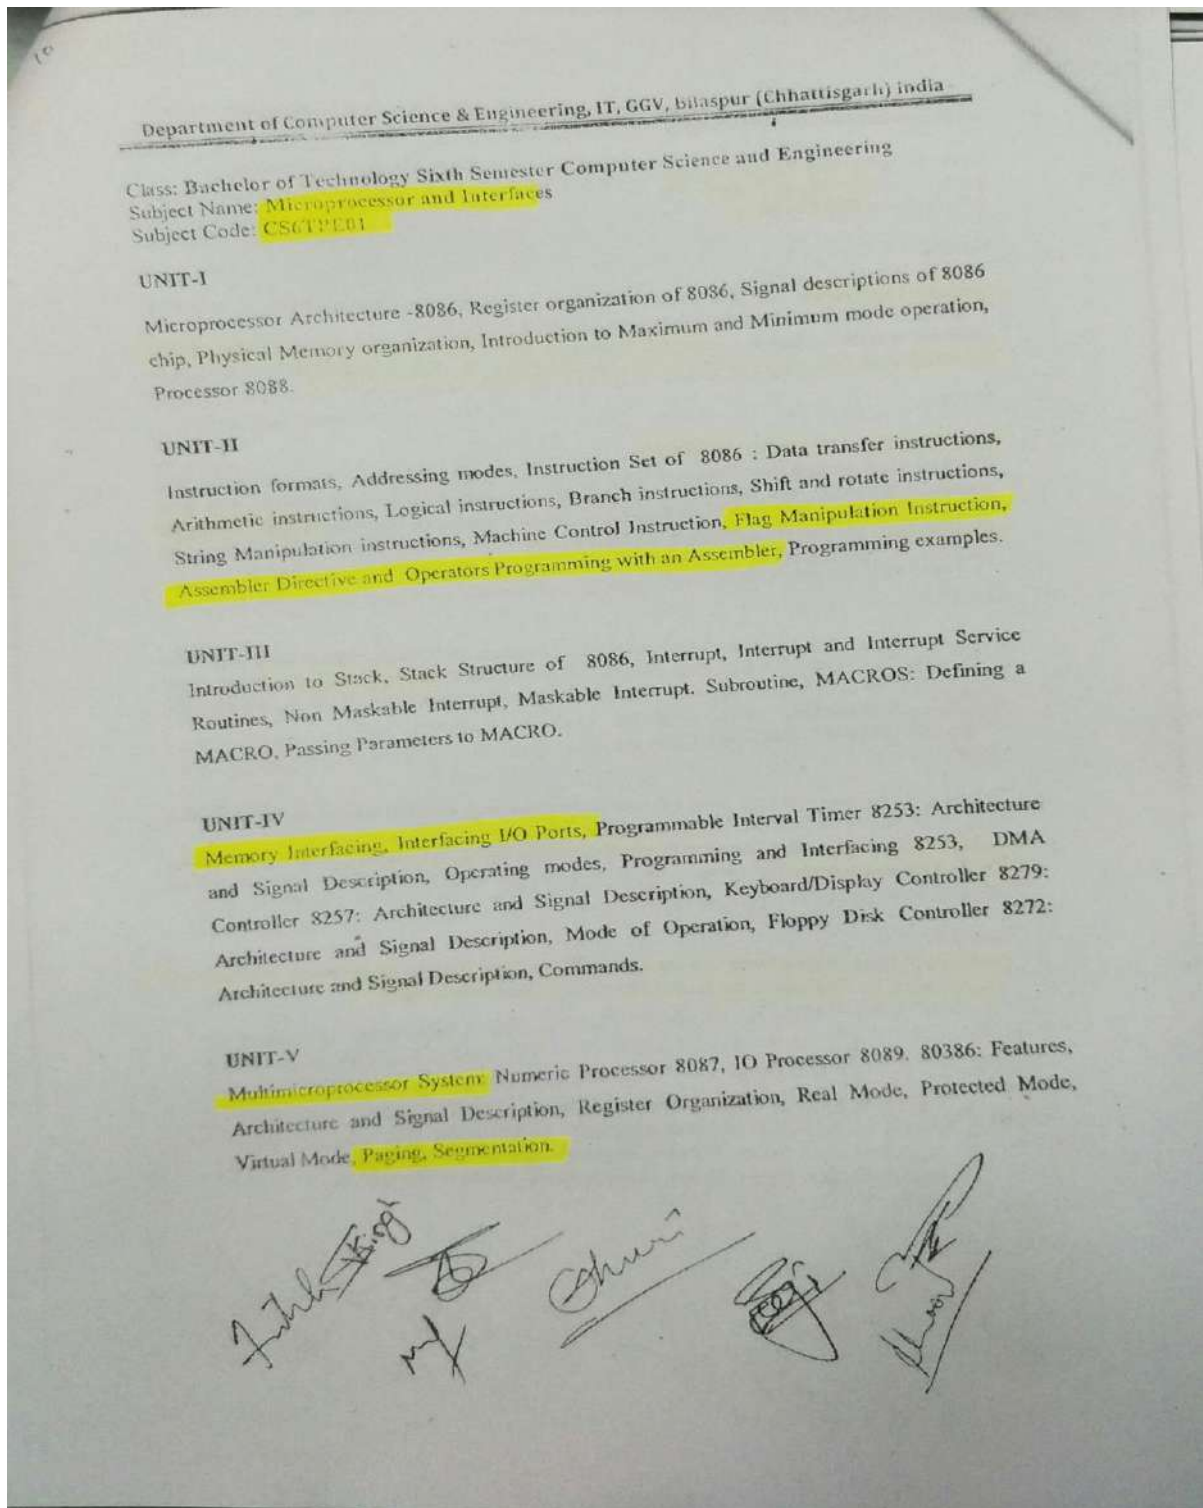 10
Department of Computer Science & Engineering, IT, GGV, bilaspur (Chhattisgarh) india
Class: Bachelor of Technology Sixth Semester Computer Science and Engineering
Subject Name: Microprocessor and Interfaces
Subject Code: CS6TPE01
UNIT-I
Microprocessor Architecture -8086, Register organization of 8086, Signal descriptions of 8086
chip, Physical Memory organization, Introduction to Maximum and Minimum mode operation,
Processor 8088.
UNIT-II
Instruction formats, Addressing modes, Instruction Set of 8086 : Data transfer instructions,
Arithmetic instructions, Logical instructions, Branch instructions, Shift and rotate instructions,
String Manipulation instructions, Machine Control Instruction, Flag Manipulation Instruction,
Assembler Directive and Operators Programming with an Assembler, Programming examples.
UNIT-III
Introduction to Stack, Stack Structure of 8086, Interrupt, Interrupt and Interrupt Service
Routines, Non Maskable Interrupt, Maskable Interrupt. Subroutine, MACROS: Defining a
MACRO, Passing Parameters to MACRO.
UNIT-IV
Memory Interfacing, Interfacing I/O Ports, Programmable Interval Timer 8253: Architecture
and Signal Description, Operating modes, Programming and Interfacing 8253, DMA
Controller 8257: Architecture and Signal Description, Keyboard/Display Controller 8279:
Architecture and Signal Description, Mode of Operation, Floppy Disk Controller 8272:
Architecture and Signal Description, Commands.
UNIT-V
Multimicroprocessor System: Numeric Processor 8087, IO Processor 8089. 80386: Features,
Architecture and Signal Description, Register Organization, Real Mode, Protected Mode,
Virtual Mode, Paging, Segmentation.